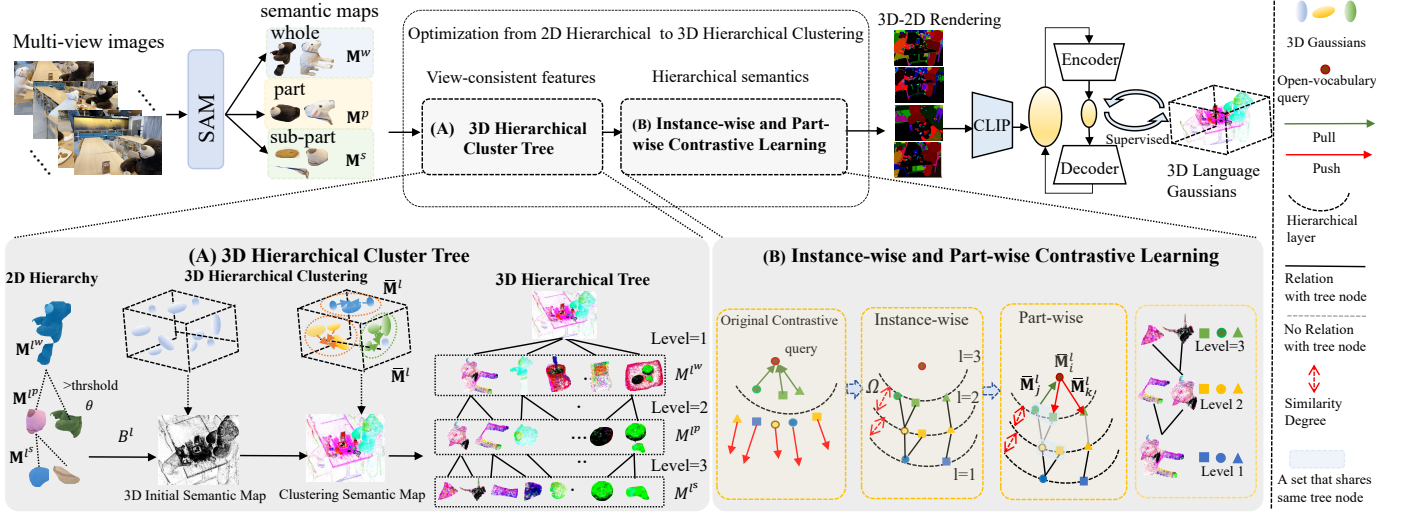 Multi-view images
SAM
semantic maps
whole
M^w
part
M^p
sub-part
M^s
Optimization from 2D Hierarchical to 3D Hierarchical Clustering
View-consistent features
Hierarchical semantics
(A) 3D Hierarchical
Cluster Tree
(B) Instance-wise and Part-
wise Contrastive Learning
3D-2D Rendering
CLIP
Encoder
Decoder
Supervised
3D Language
Gaussians
3D Gaussians
Open-vocabulary
query
Pull
Push
Hierarchical
layer
Relation
with tree node
No Relation
with tree node
Similarity
Degree
A set that shares
same tree node
(A) 3D Hierarchical Cluster Tree
2D Hierarchy
M^{l^w}
>thrshold
θ
M^{l^p}
M^{l^s}
B^l
3D Hierarchical Clustering
M̄^l
M̄^l
3D Initial Semantic Map
Clustering Semantic Map
3D Hierarchical Tree
Level=1
M^{l^w}
Level=2
M^{l^p}
Level=3
M^{l^s}
(B) Instance-wise and Part-wise Contrastive Learning
Original Contrastive
query
Instance-wise
l=3
Ω
l=2
l=1
Part-wise
M̄_i^l
M̄_j^l
M̄_k^l
Level=3
Level 2
Level 1